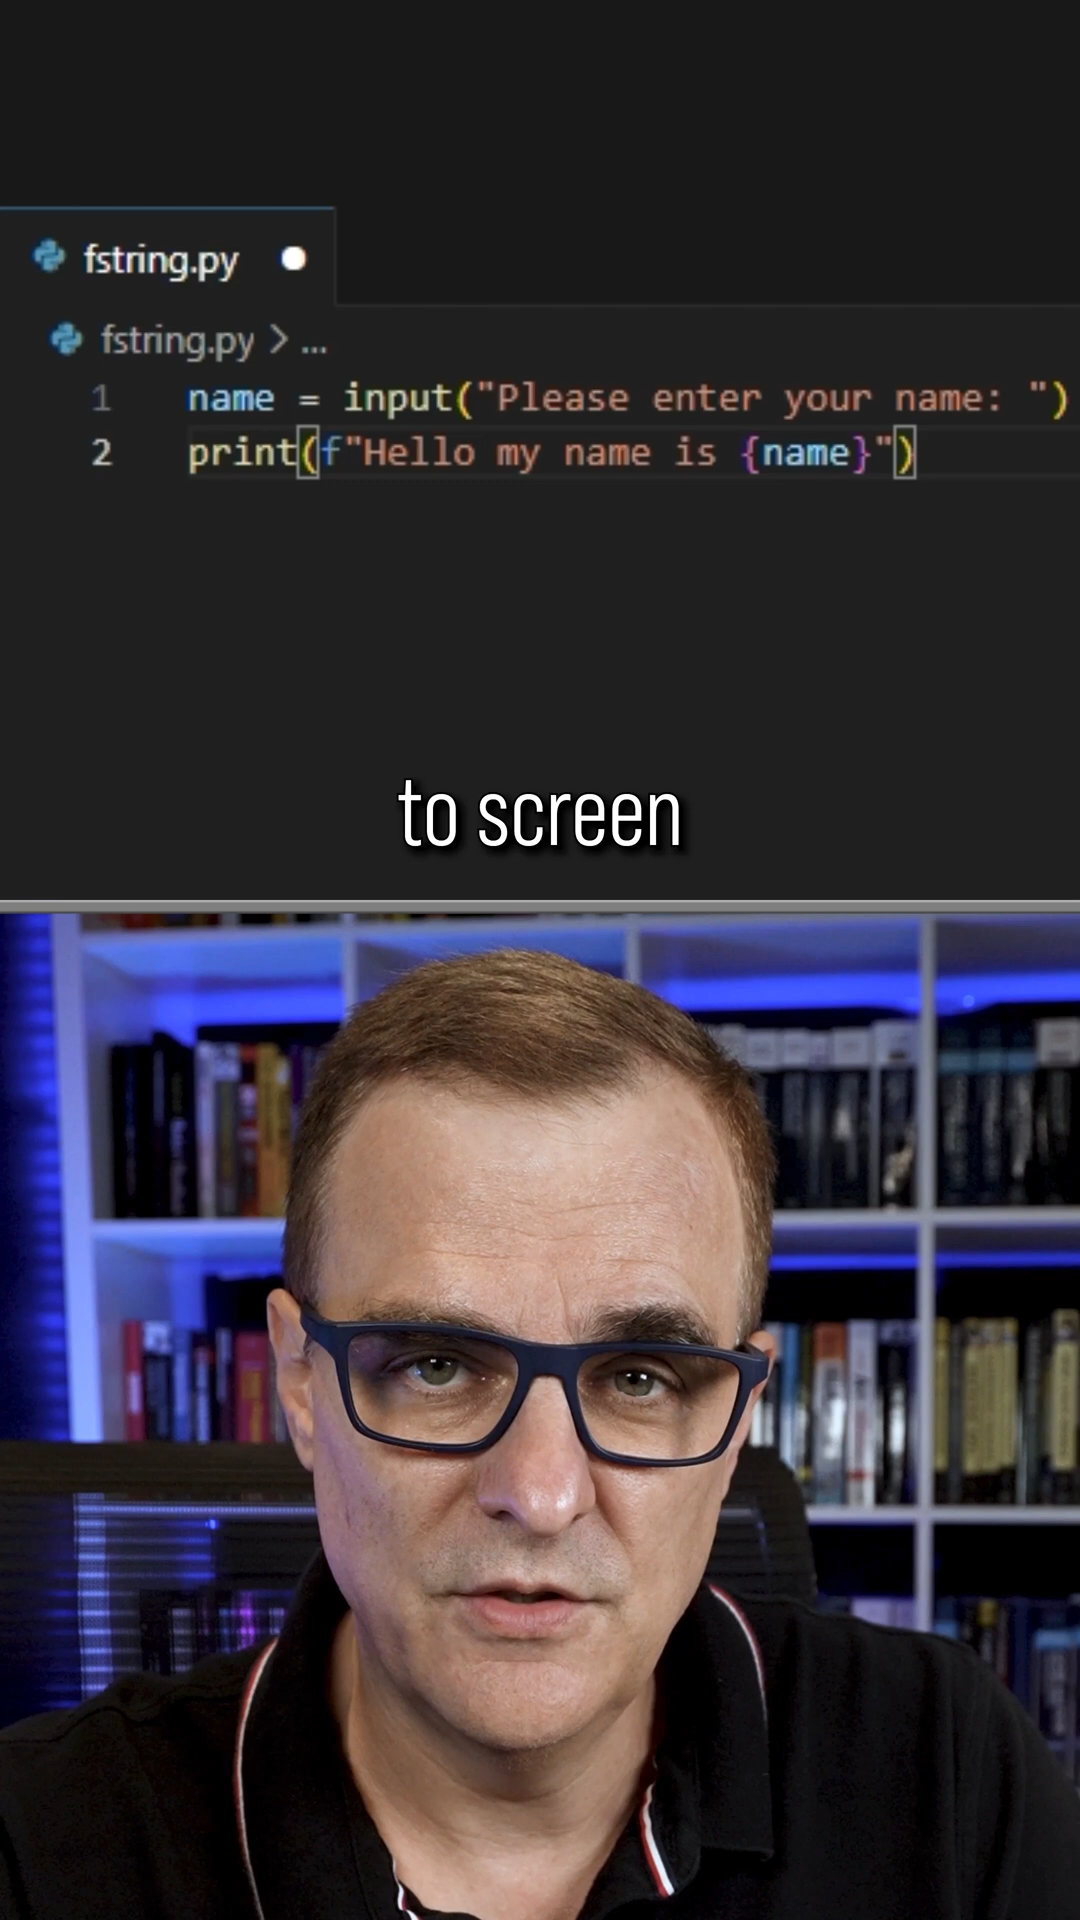 fstring.py
fstring.py > ...
1 name = input("Please enter your name: ")
2 print(f"Hello my name is {name}")
to screen